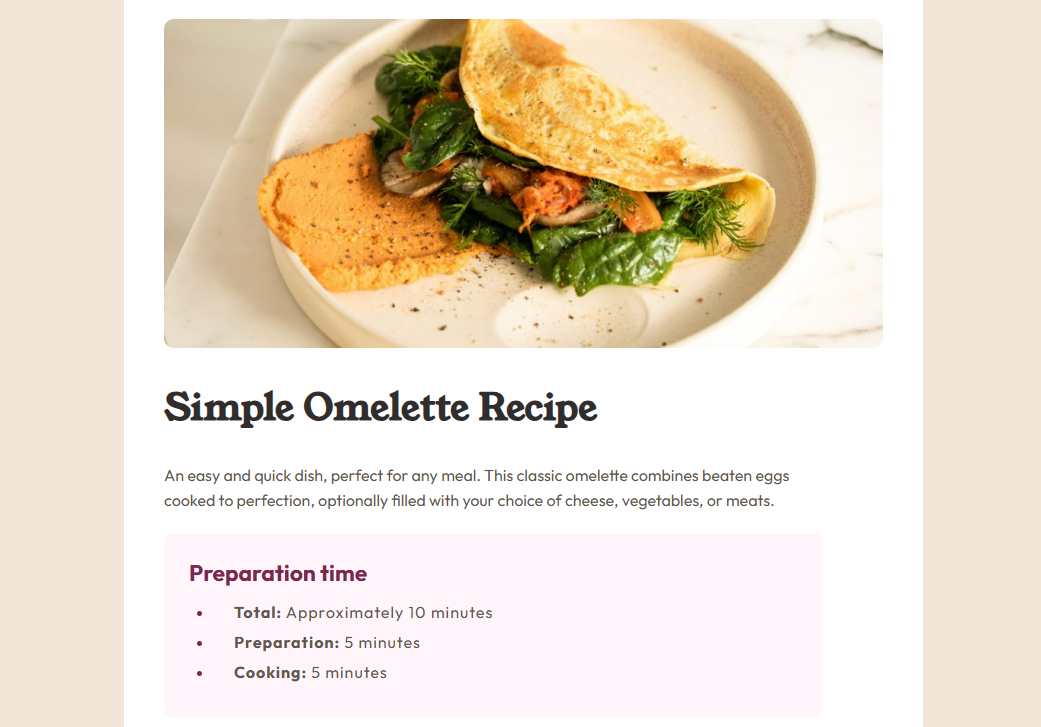 Simple Omelette Recipe
An easy and quick dish, perfect for any meal. This classic omelette combines beaten eggs
cooked to perfection, optionally filled with your choice of cheese, vegetables, or meats.
Preparation time
• Total: Approximately 10 minutes
• Preparation: 5 minutes
• Cooking: 5 minutes